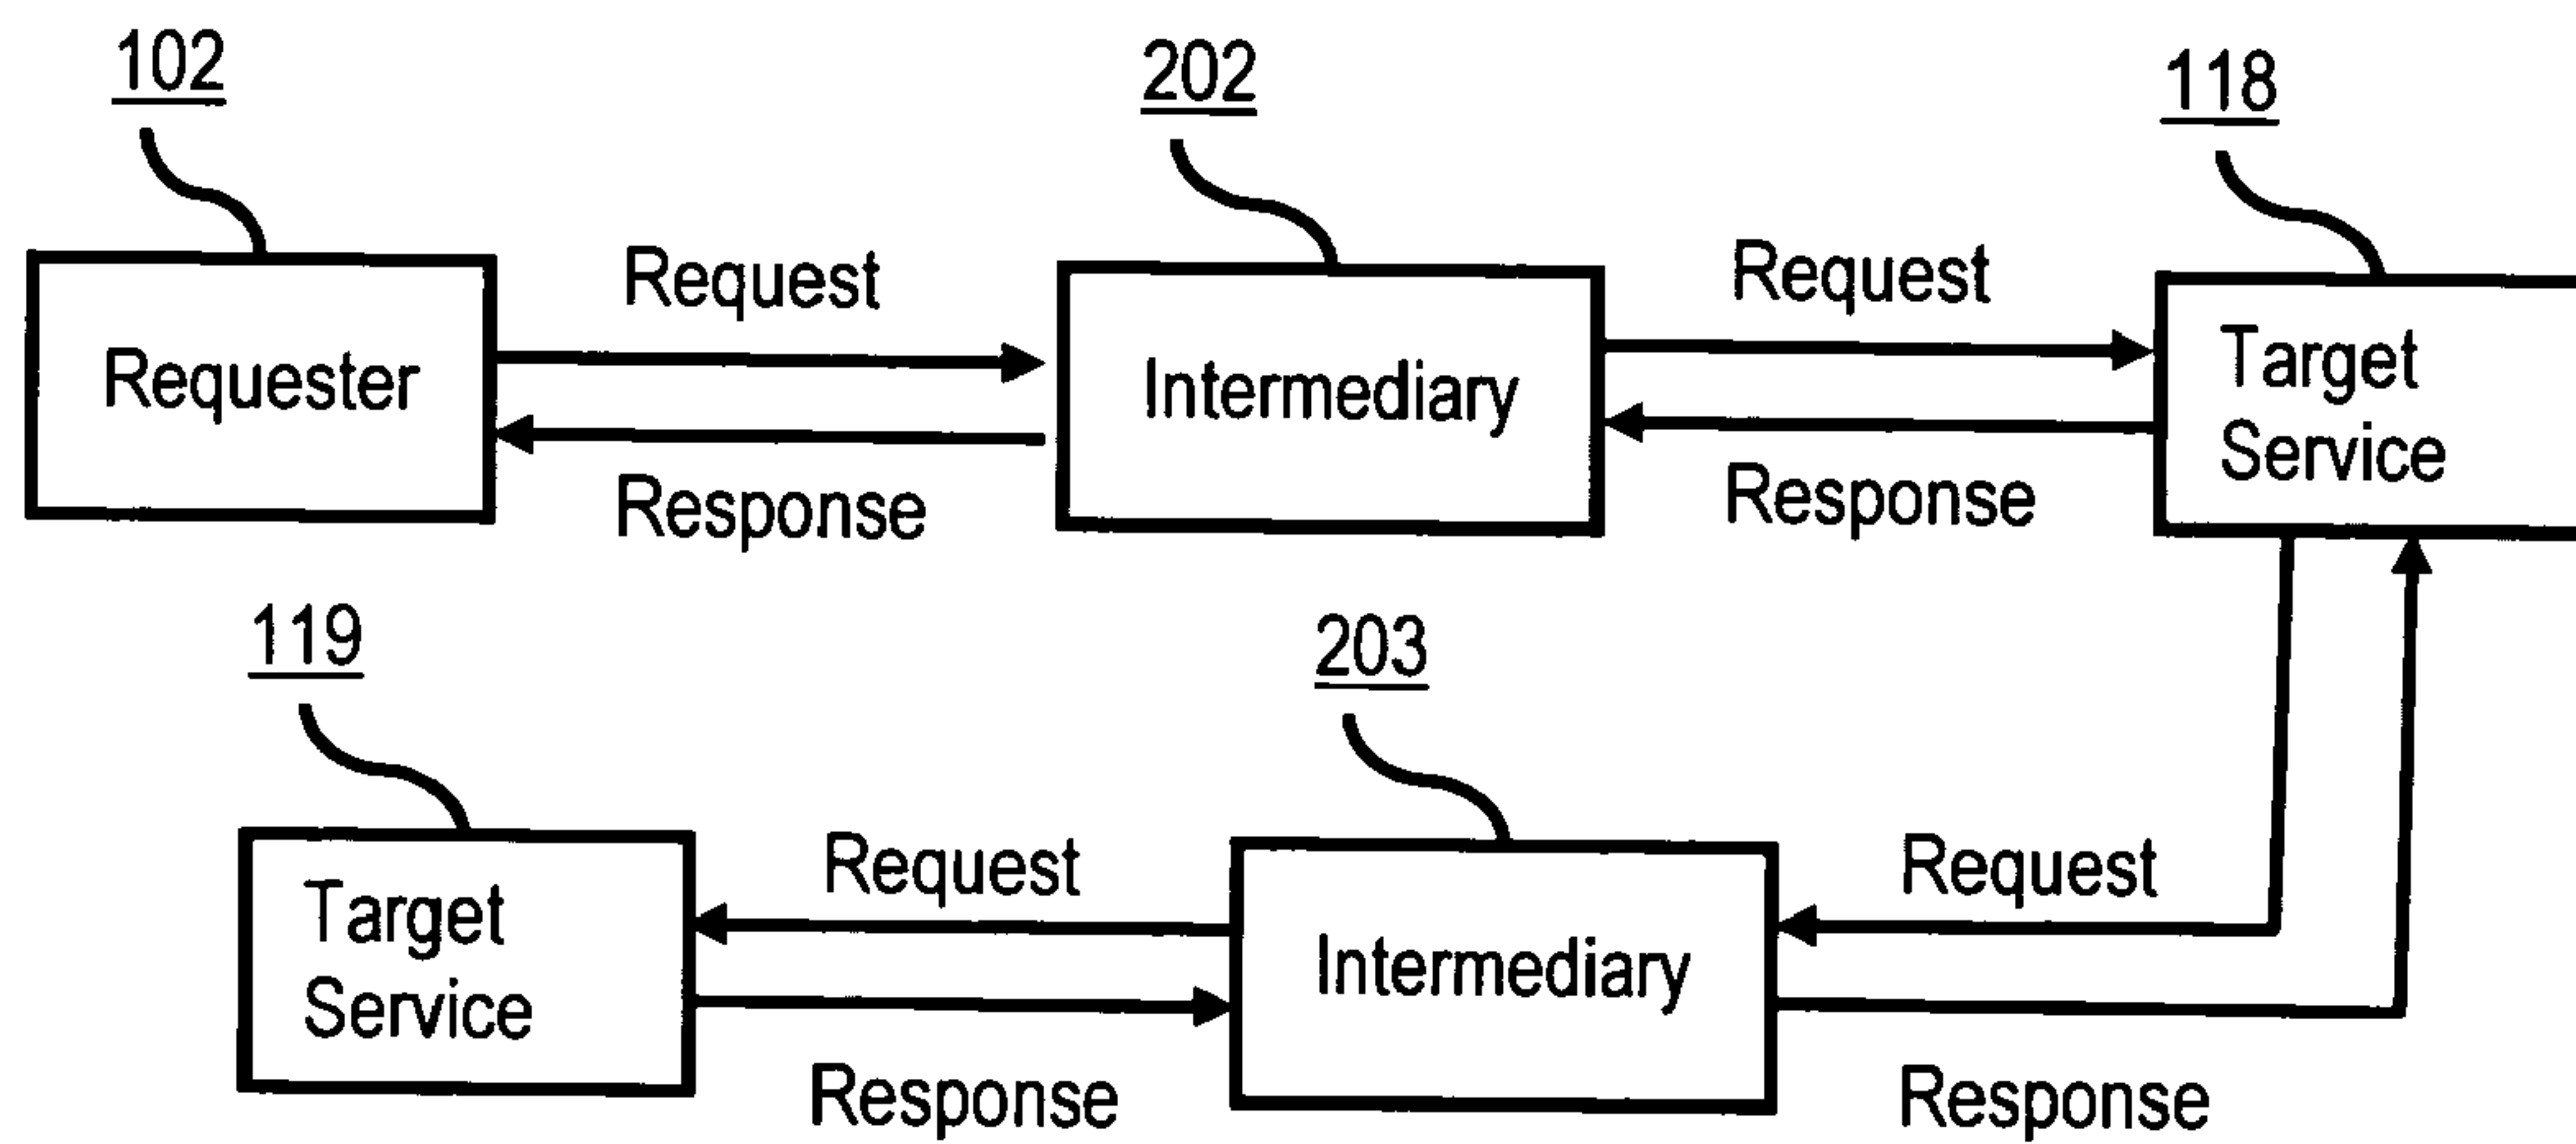 102
202
118
Request
Request
Requester
Intermediary
Target
Service
Response
Response
119
203
Request
Request
Target
Service
Intermediary
Response
Response